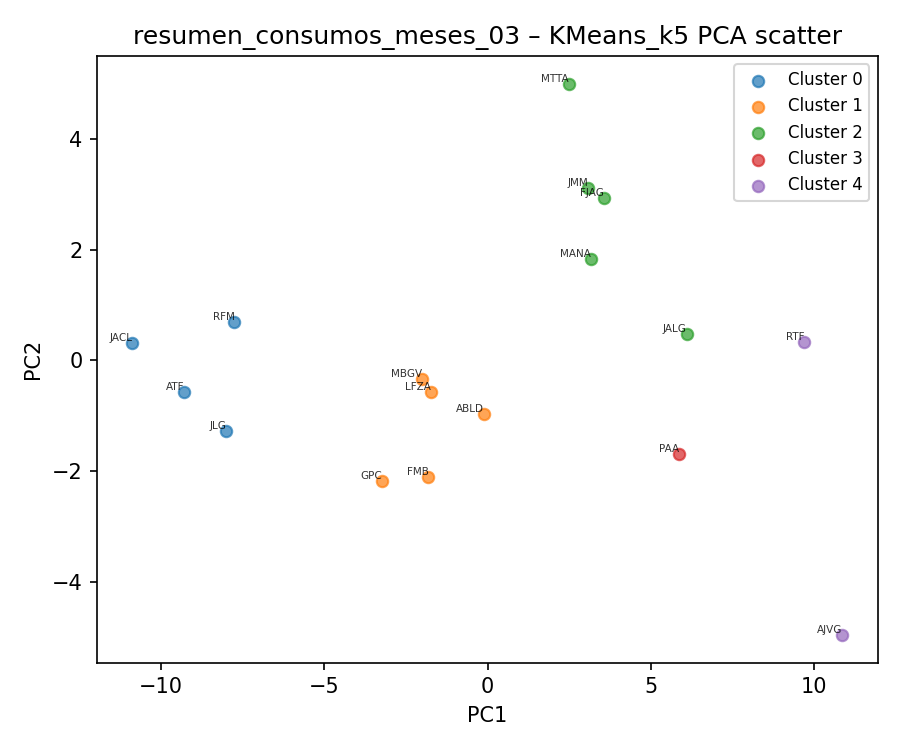 resumen_consumos_meses_03 – KMeans_k5 PCA scatter
Cluster 0
Cluster 1
Cluster 2
Cluster 3
Cluster 4
MTTA
JMM
FJAG
MANA
JALG
RTF
RFM
JACL
ATF
JLG
MBGV
LFZA
ABLD
GPC
FMB
PAA
AJVG
4
2
0
−2
−4
PC2
−10
−5
0
5
10
PC1